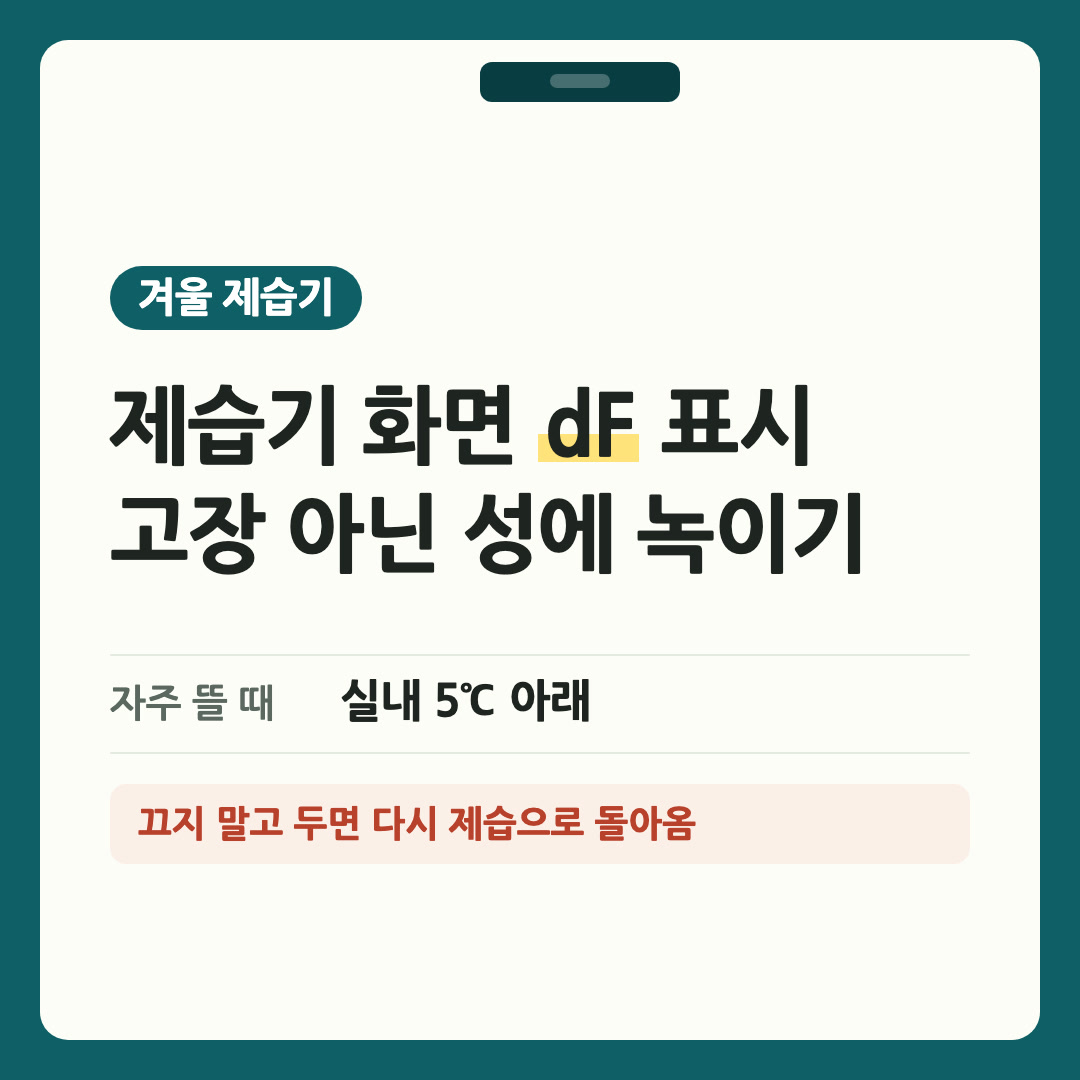 겨울 제습기
제습기 화면 dF 표시
고장 아닌 성에 녹이기
자주 뜰 때 실내 5℃ 아래
끄지 말고 두면 다시 제습으로 돌아옴